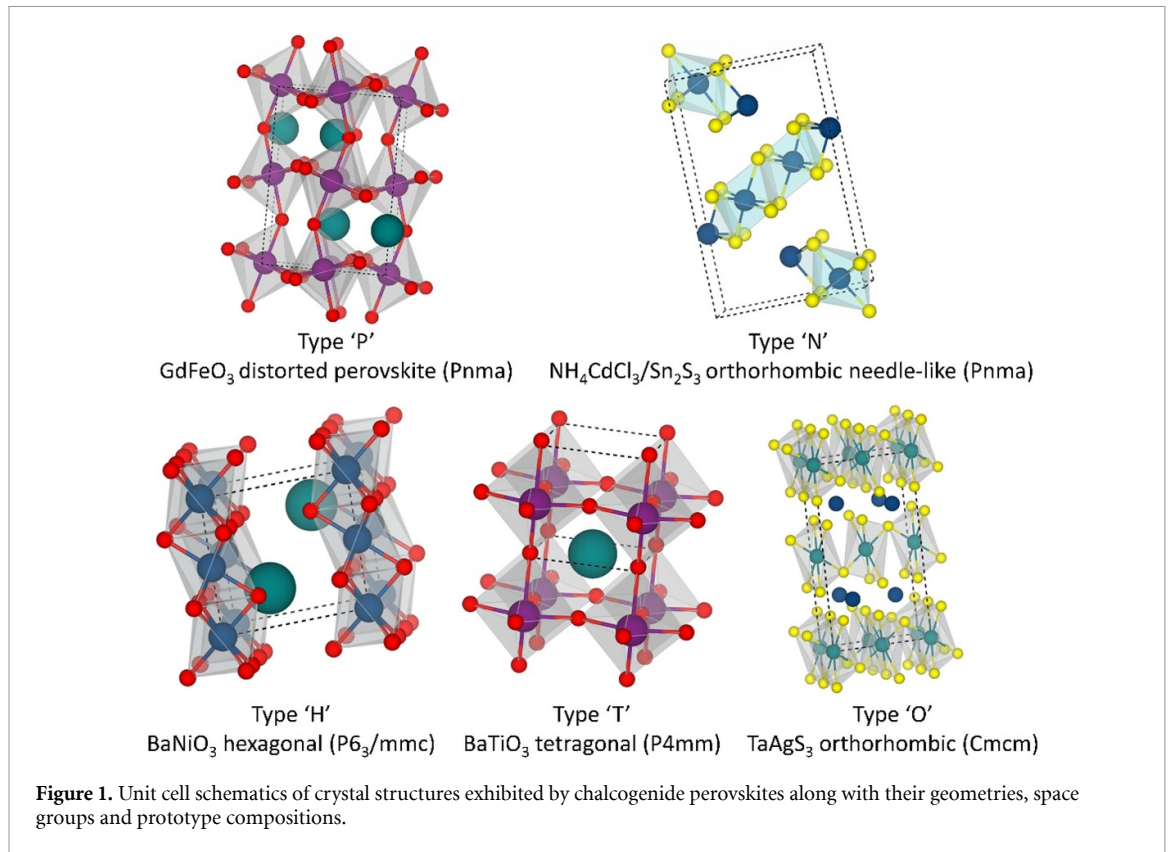 Type ‘P’
GdFeO₃ distorted perovskite (Pnma)
Type ‘N’
NH₄CdCl₃/Sn₂S₃ orthorhombic needle-like (Pnma)
Type ‘H’
BaNiO₃ hexagonal (P6₃/mmc)
Type ‘T’
BaTiO₃ tetragonal (P4mm)
Type ‘O’
TaAgS₃ orthorhombic (Cmcm)
Figure 1. Unit cell schematics of crystal structures exhibited by chalcogenide perovskites along with their geometries, space
groups and prototype compositions.